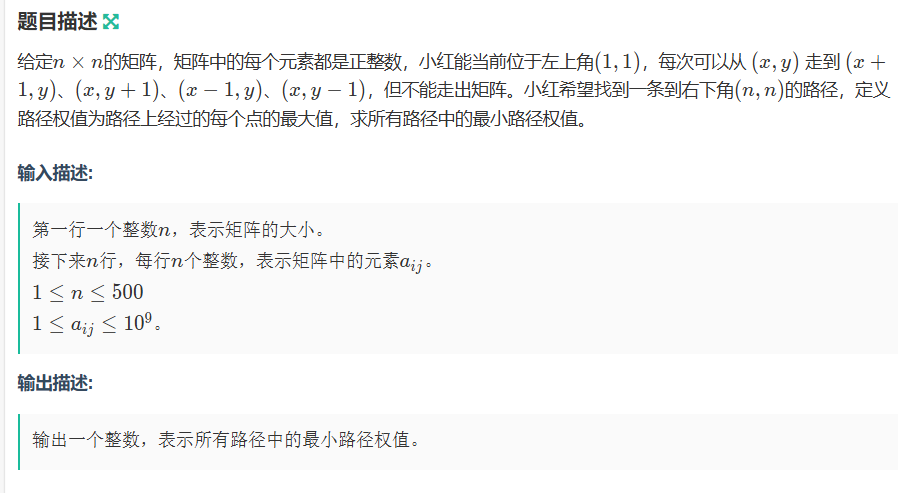 题目描述
给定n × n的矩阵，矩阵中的每个元素都是正整数，小红能当前位于左上角(1, 1)，每次可以从 (x, y) 走到 (x +
1, y)、(x, y + 1)、(x − 1, y)、(x, y − 1)，但不能走出矩阵。小红希望找到一条到右下角(n, n)的路径，定义
路径权值为路径上经过的每个点的最大值，求所有路径中的最小路径权值。
输入描述:
第一行一个整数n，表示矩阵的大小。
接下来n行，每行n个整数，表示矩阵中的元素a_{ij}。
1 ≤ n ≤ 500
1 ≤ a_{ij} ≤ 10^9。
输出描述:
输出一个整数，表示所有路径中的最小路径权值。